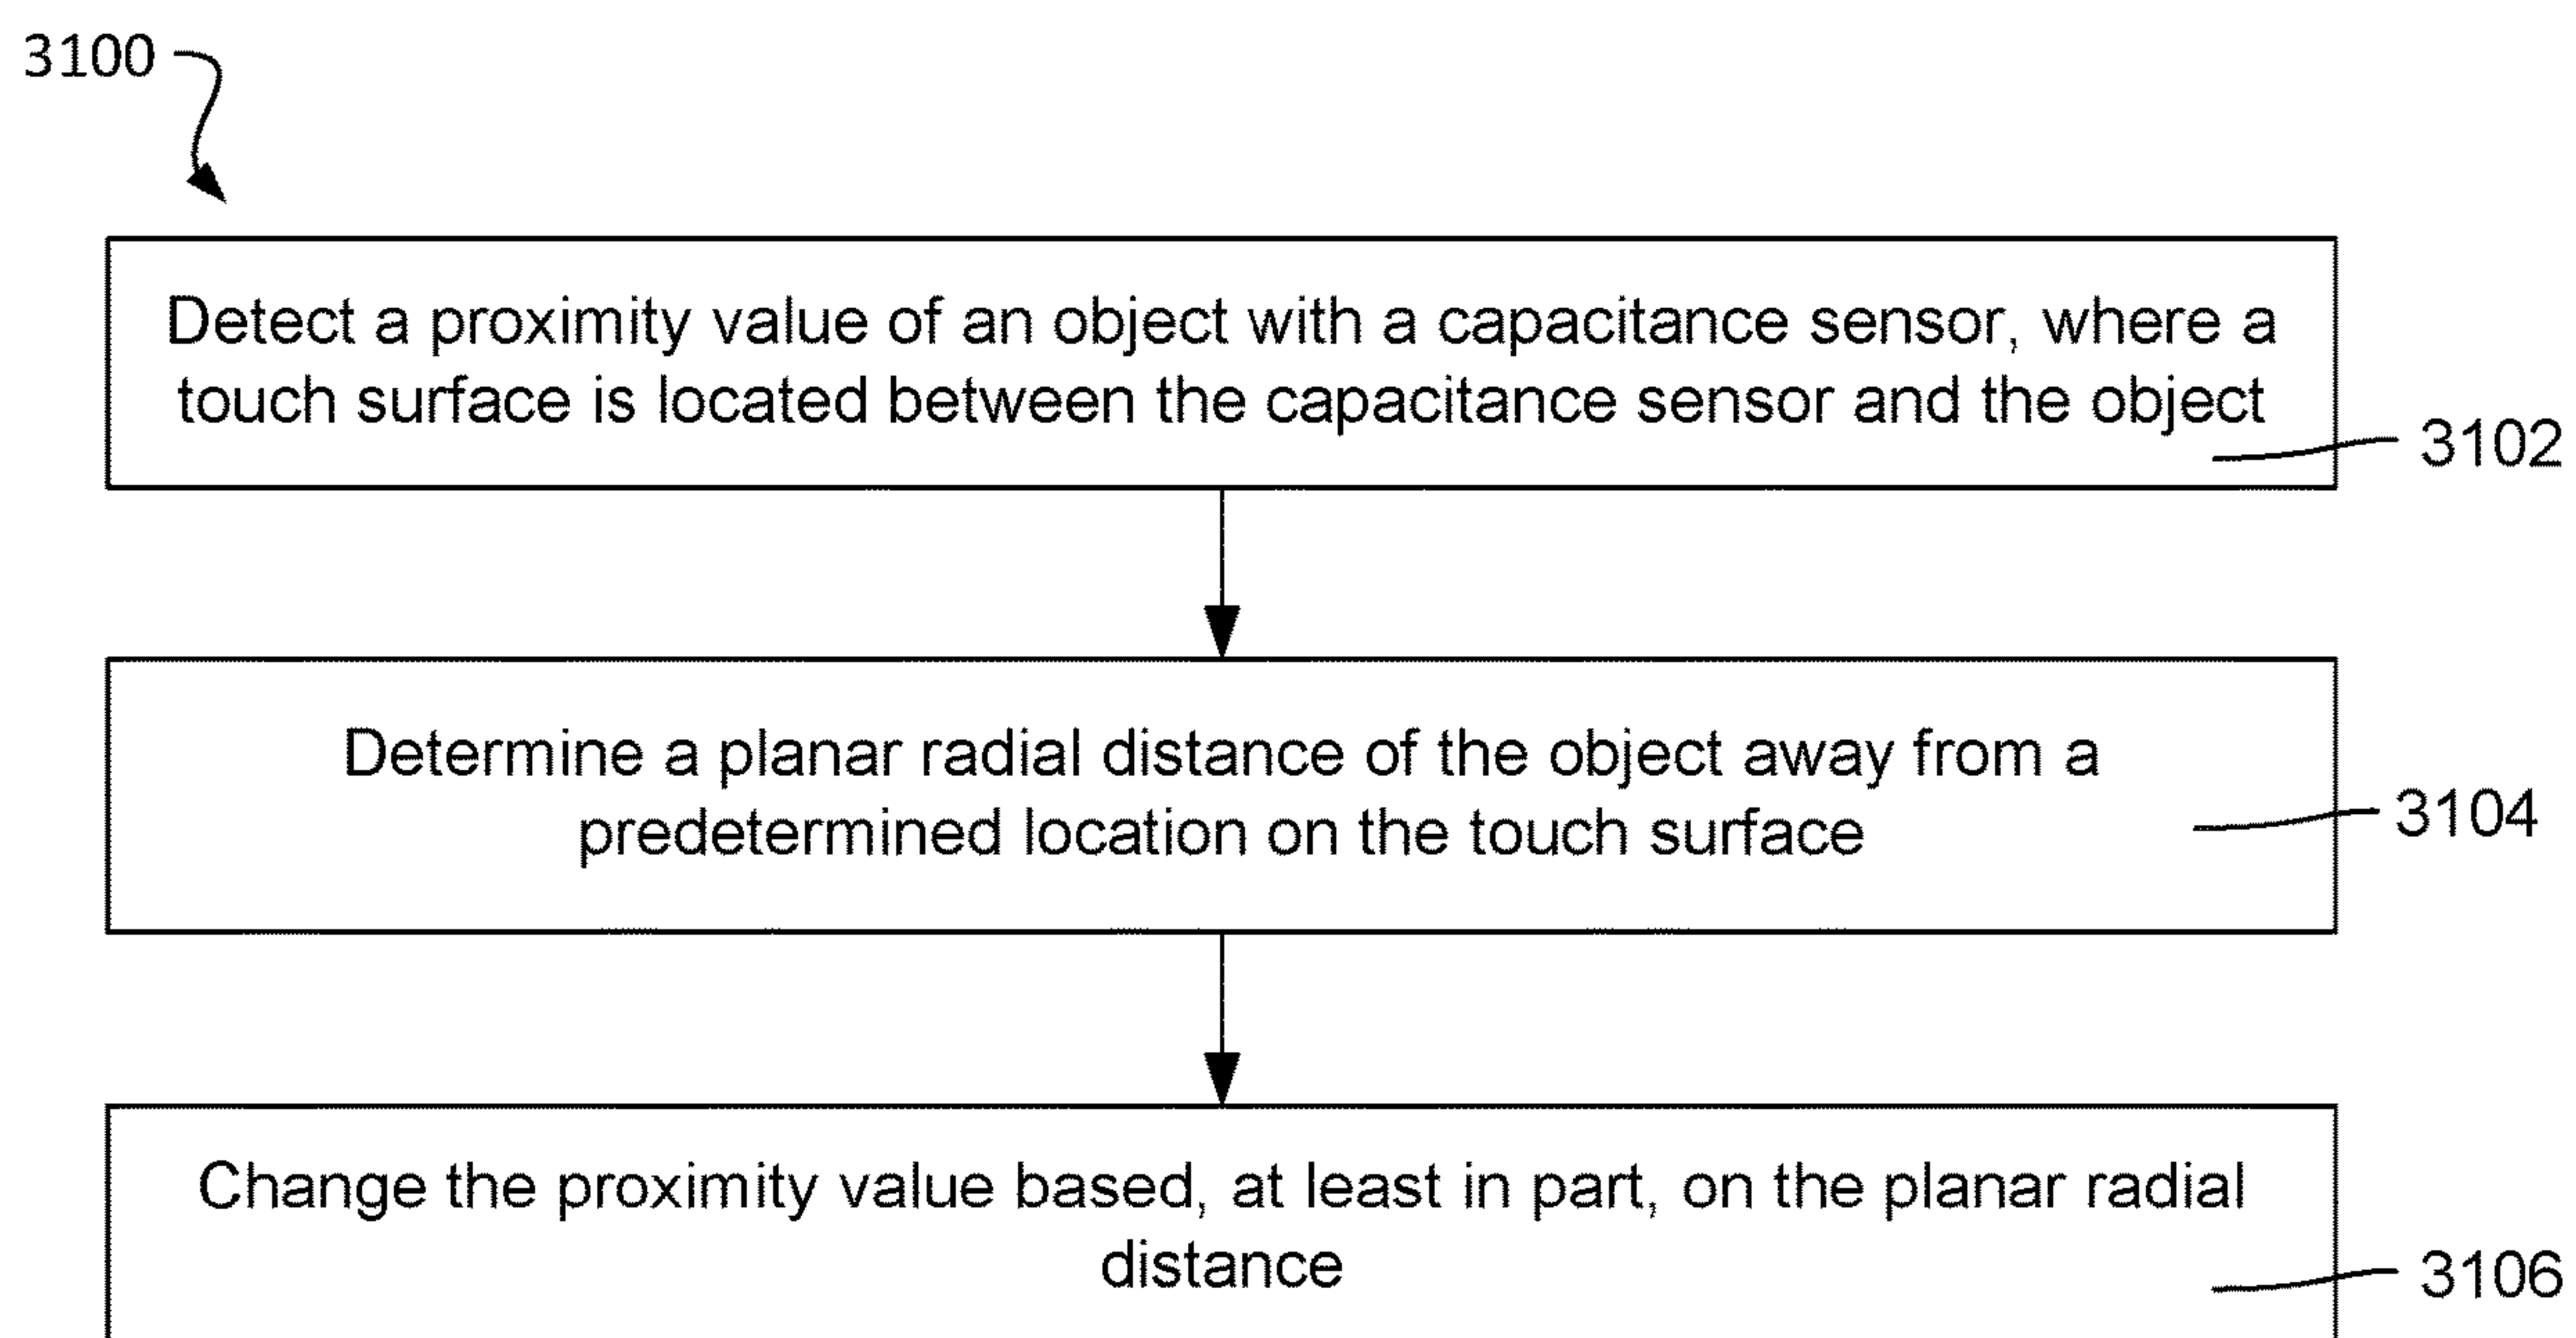 3100
Detect a proximity value of an object with a capacitance sensor, where a
touch surface is located between the capacitance sensor and the object
3102
Determine a planar radial distance of the object away from a
predetermined location on the touch surface
3104
Change the proximity value based, at least in part, on the planar radial
distance
3106